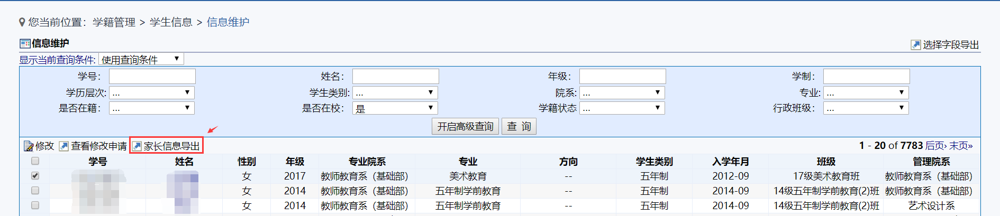 您当前位置：学籍管理 > 学生信息 > 信息维护
信息维护 选择字段导出
显示当前查询条件: 使用查询条件
学号： 姓名： 年级： 学制：
学历层次: ... 学生类别: ... 院系: ... 专业: ...
是否在籍： ... 是否在校： 是 学籍状态 ... 行政班级： ...
开启高级查询 查 询
修改 查看修改申请 家长信息导出 1 - 20 of 7783 后页› 末页»
学号 姓名 性别 年级 专业院系 专业 方向 学生类别 入学年月 班级 管理院系
女 2017 教师教育系（基础部） 美术教育 -- 五年制 2012-09 17级美术教育班 教师教育系（基础部）
女 2014 教师教育系（基础部） 五年制学前教育 -- 五年制 2014-09 14级五年制学前教育(2)班 教师教育系（基础部）
女 2014 教师教育系（基础部） 五年制学前教育 -- 五年制 2014-09 14级五年制学前教育(2)班 艺术设计系